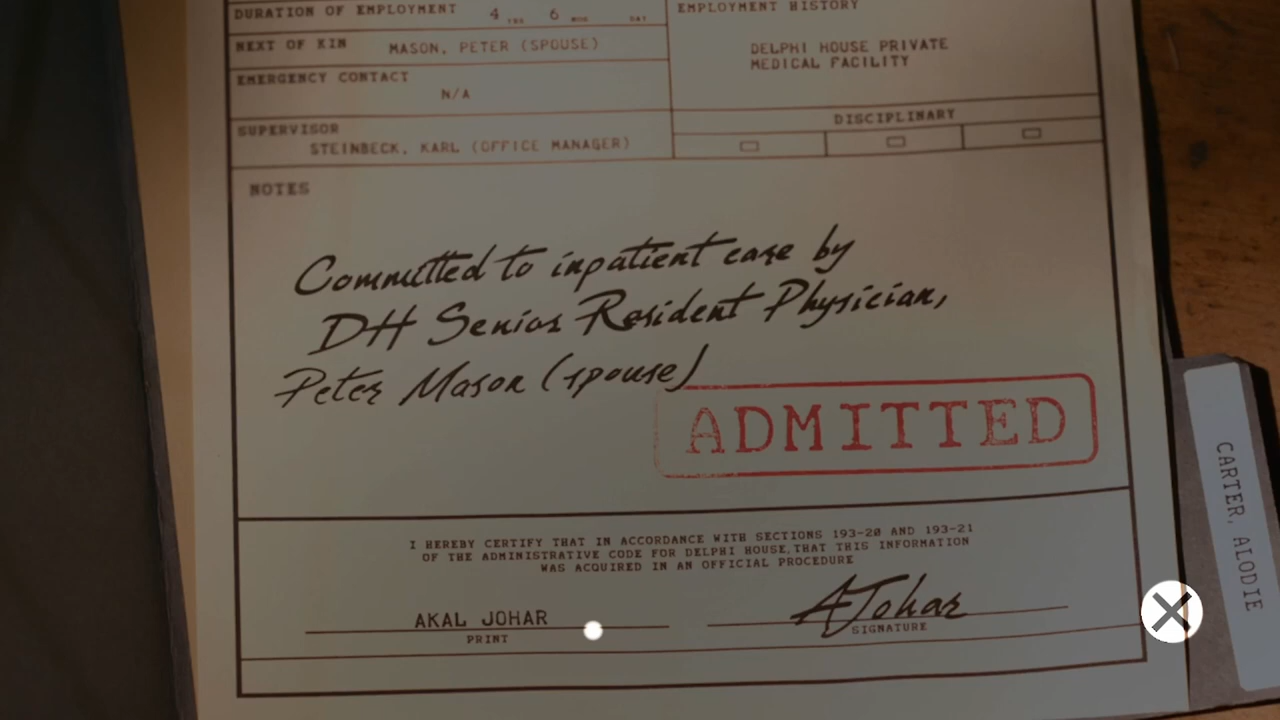 DURATION OF EMPLOYMENT 4 YRS 6 MOS DAY
EMPLOYMENT HISTORY
NEXT OF KIN MASON, PETER (SPOUSE)
DELPHI HOUSE PRIVATE
MEDICAL FACILITY
EMERGENCY CONTACT
N/A
DISCIPLINARY
SUPERVISOR
STEINBECK, KARL (OFFICE MANAGER)
NOTES
Committed to inpatient care by
DH Senior Resident Physician,
Peter Mason (spouse)
ADMITTED
I HEREBY CERTIFY THAT IN ACCORDANCE WITH SECTIONS 193-20 AND 193-21
OF THE ADMINISTRATIVE CODE FOR DELPHI HOUSE, THAT THIS INFORMATION
WAS ACQUIRED IN AN OFFICIAL PROCEDURE
AKAL JOHAR
AJohar
PRINT
SIGNATURE
CARTER, ALODIE